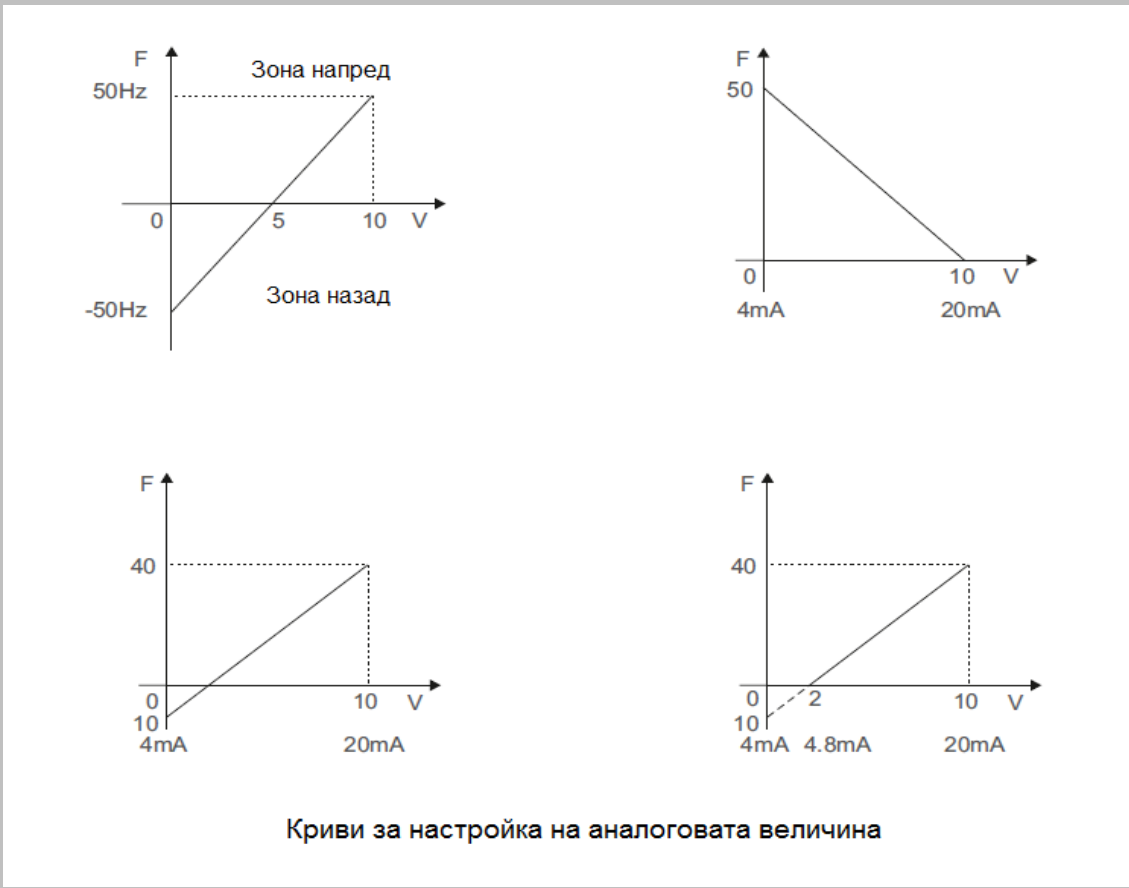 F
Зона напред
50Hz
0
5
10
V
Зона назад
-50Hz
F
50
0
10
V
4mA
20mA
F
40
0
10
V
10
4mA
20mA
F
40
0
2
10
V
10
4mA
4.8mA
20mA
Криви за настройка на аналоговата величина